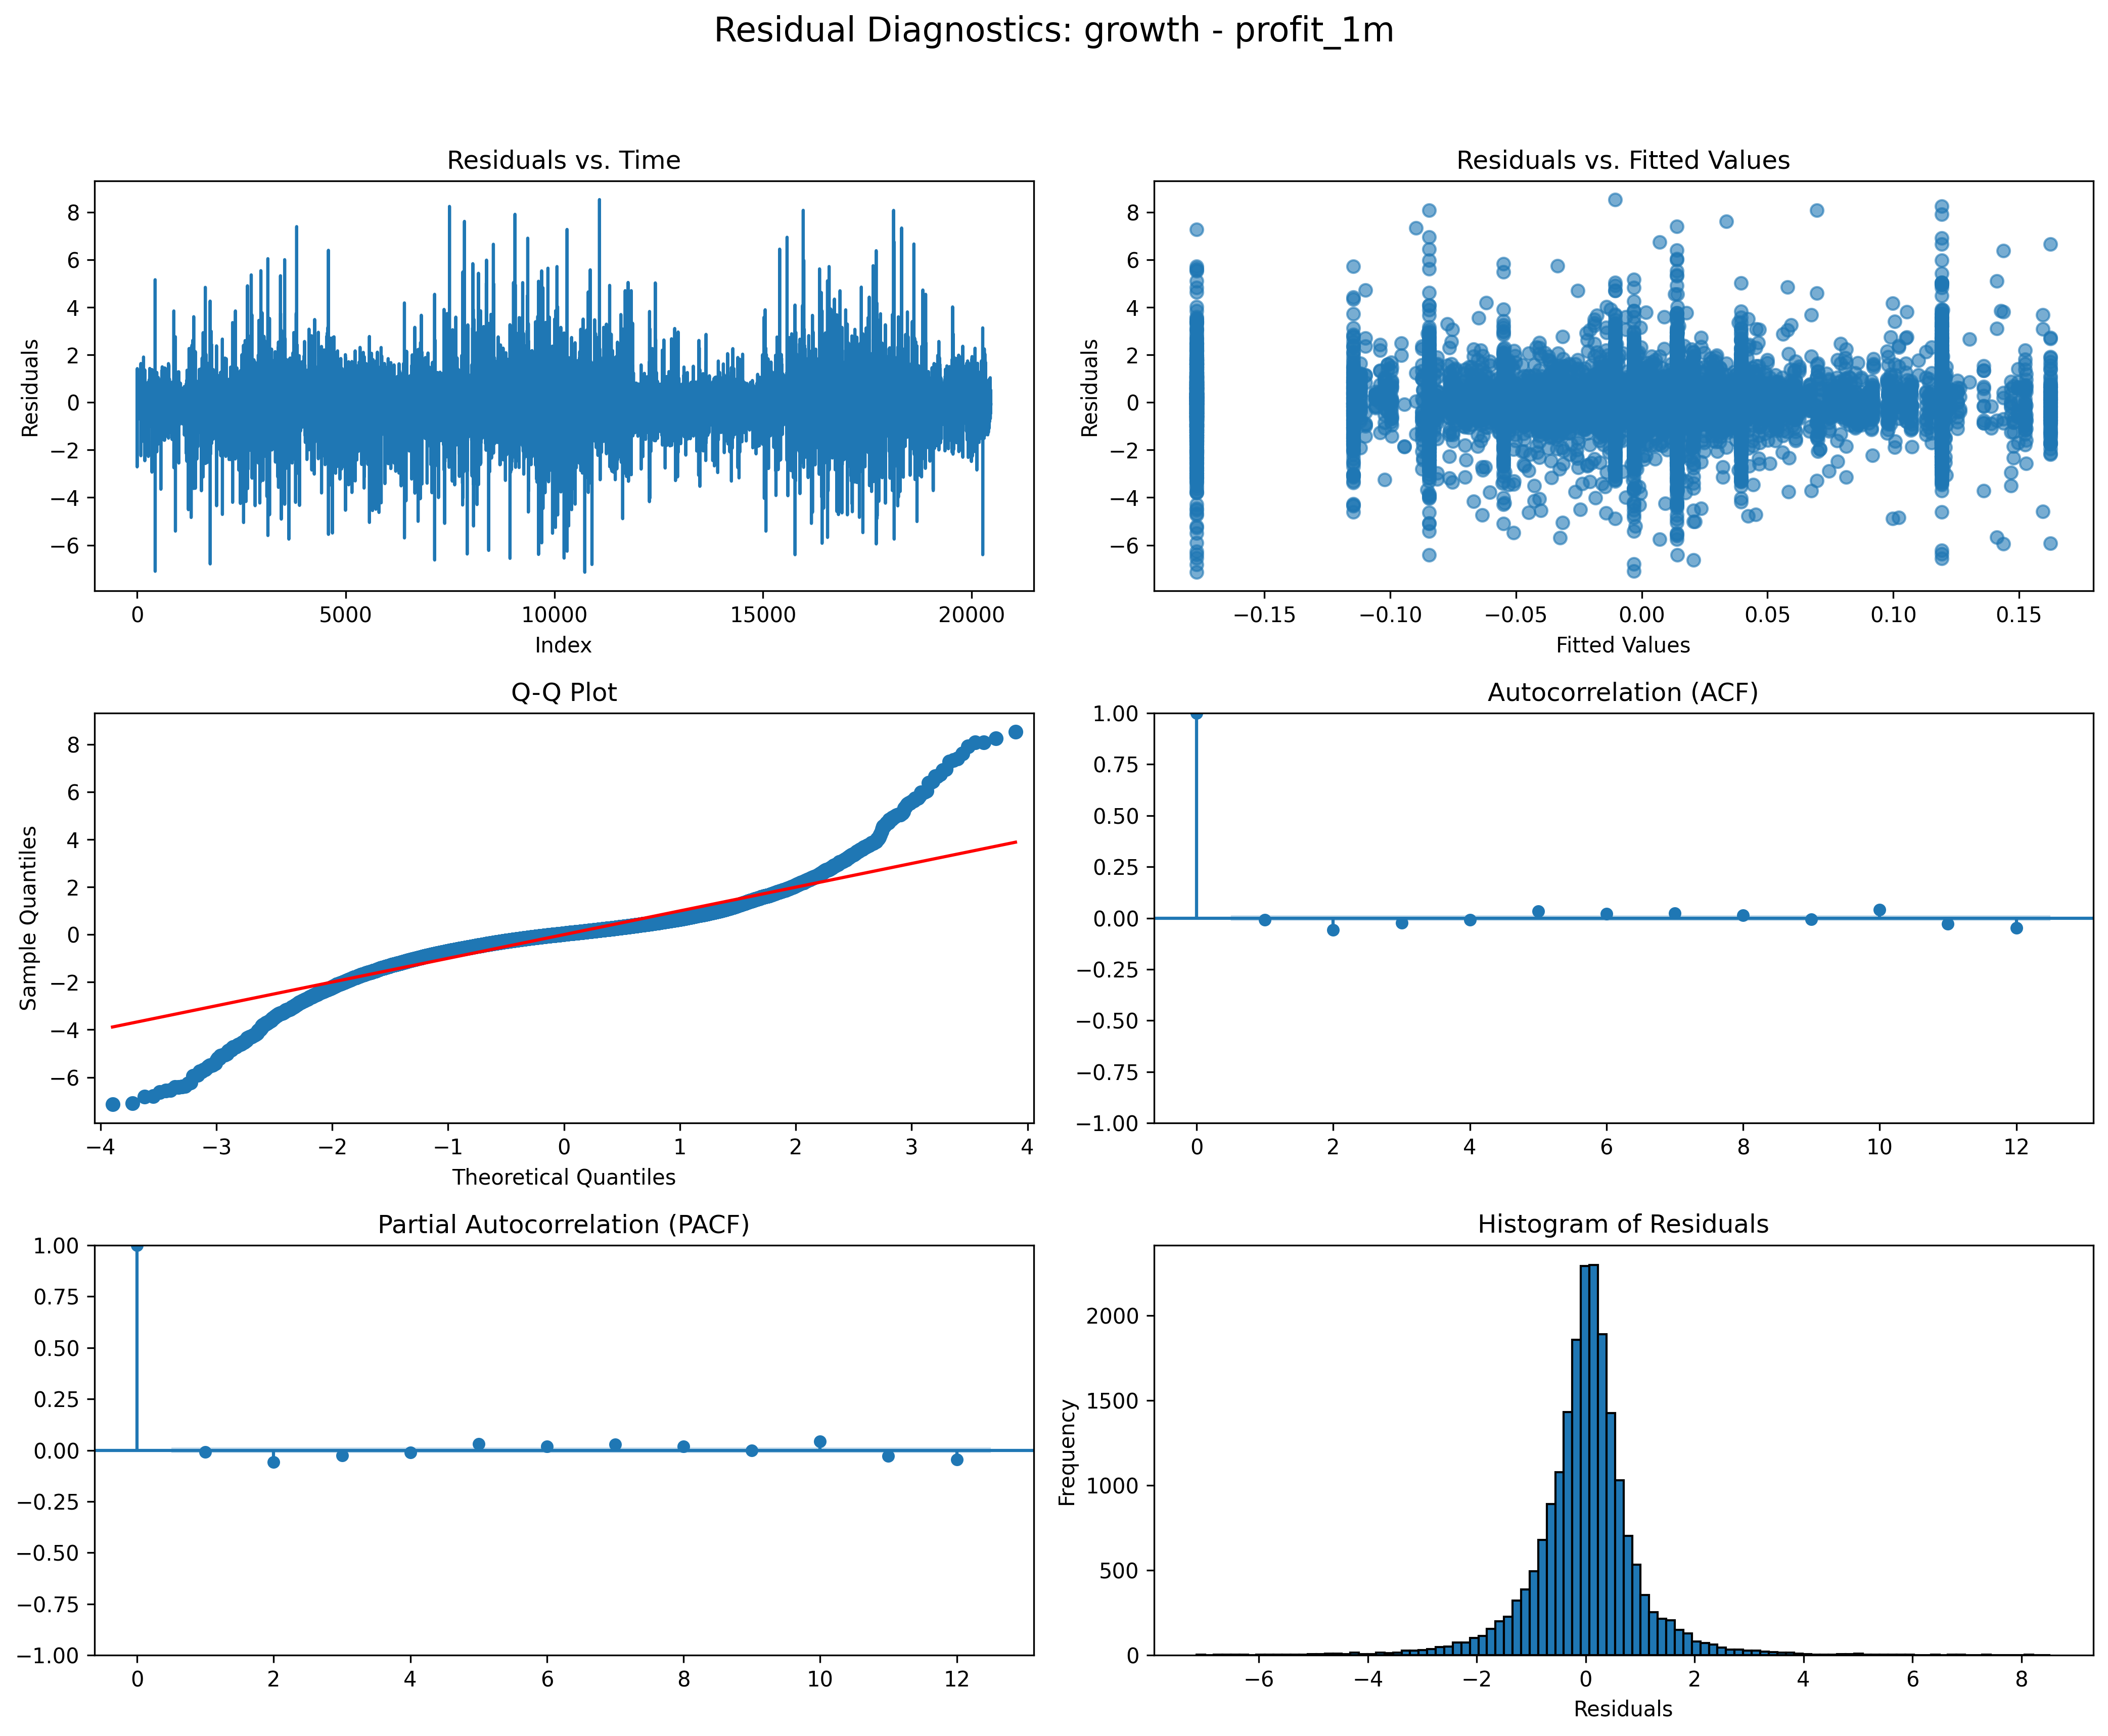 Residual Diagnostics: growth - profit_1m
Residuals vs. Time
8
6
4
2
0
−2
−4
−6
Residuals
0 5000 10000 15000 20000
Index
Residuals vs. Fitted Values
8
6
4
2
0
−2
−4
−6
Residuals
−0.15 −0.10 −0.05 0.00 0.05 0.10 0.15
Fitted Values
Q-Q Plot
8
6
4
2
0
−2
−4
−6
Sample Quantiles
−4 −3 −2 −1 0 1 2 3 4
Theoretical Quantiles
Autocorrelation (ACF)
1.00
0.75
0.50
0.25
0.00
−0.25
−0.50
−0.75
−1.00
0 2 4 6 8 10 12
Partial Autocorrelation (PACF)
1.00
0.75
0.50
0.25
0.00
−0.25
−0.50
−0.75
−1.00
0 2 4 6 8 10 12
Histogram of Residuals
2000
1500
1000
500
0
Frequency
−6 −4 −2 0 2 4 6 8
Residuals